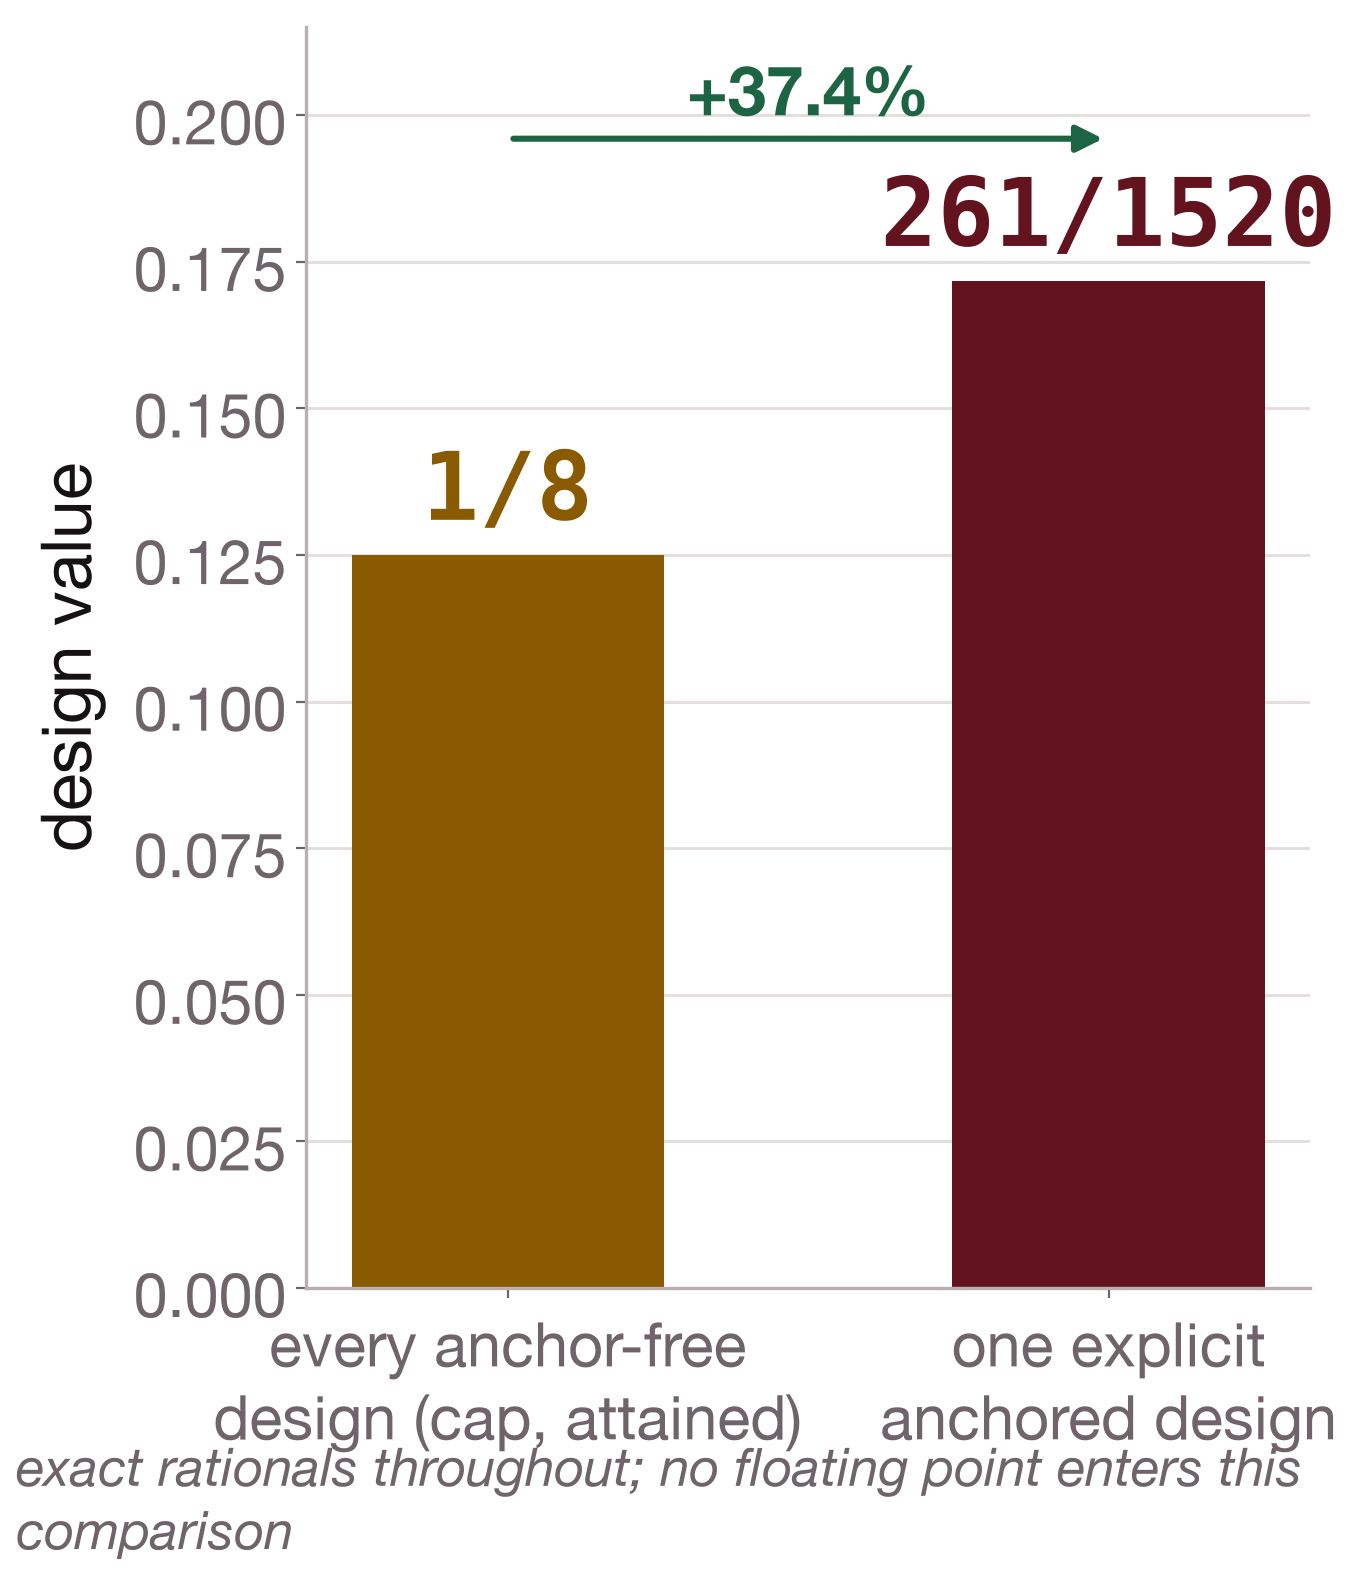 +37.4%
261/1520
1/8
design value
0.200
0.175
0.150
0.125
0.100
0.075
0.050
0.025
0.000
every anchor-free
design (cap, attained)
one explicit
anchored design
exact rationals throughout; no floating point enters this
comparison